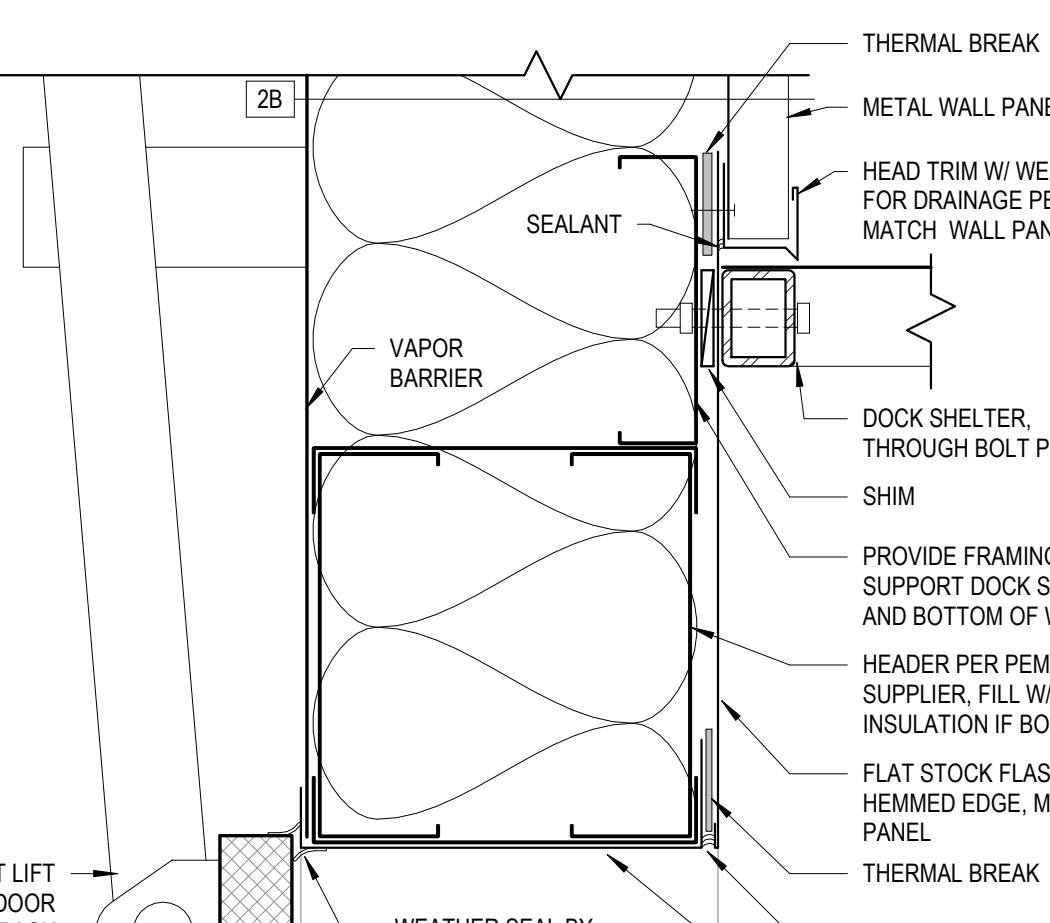 THERMAL BREAK
2B
METAL WALL PANE
HEAD TRIM W/ WE
FOR DRAINAGE PE
MATCH WALL PAN
SEALANT
VAPOR
BARRIER
DOCK SHELTER,
THROUGH BOLT P
SHIM
PROVIDE FRAMING
SUPPORT DOCK S
AND BOTTOM OF W
HEADER PER PEM
SUPPLIER, FILL W/
INSULATION IF BO
FLAT STOCK FLAS
HEMMED EDGE, M
PANEL
THERMAL BREAK
T LIFT
DOOR
WEATHER SEAL BY